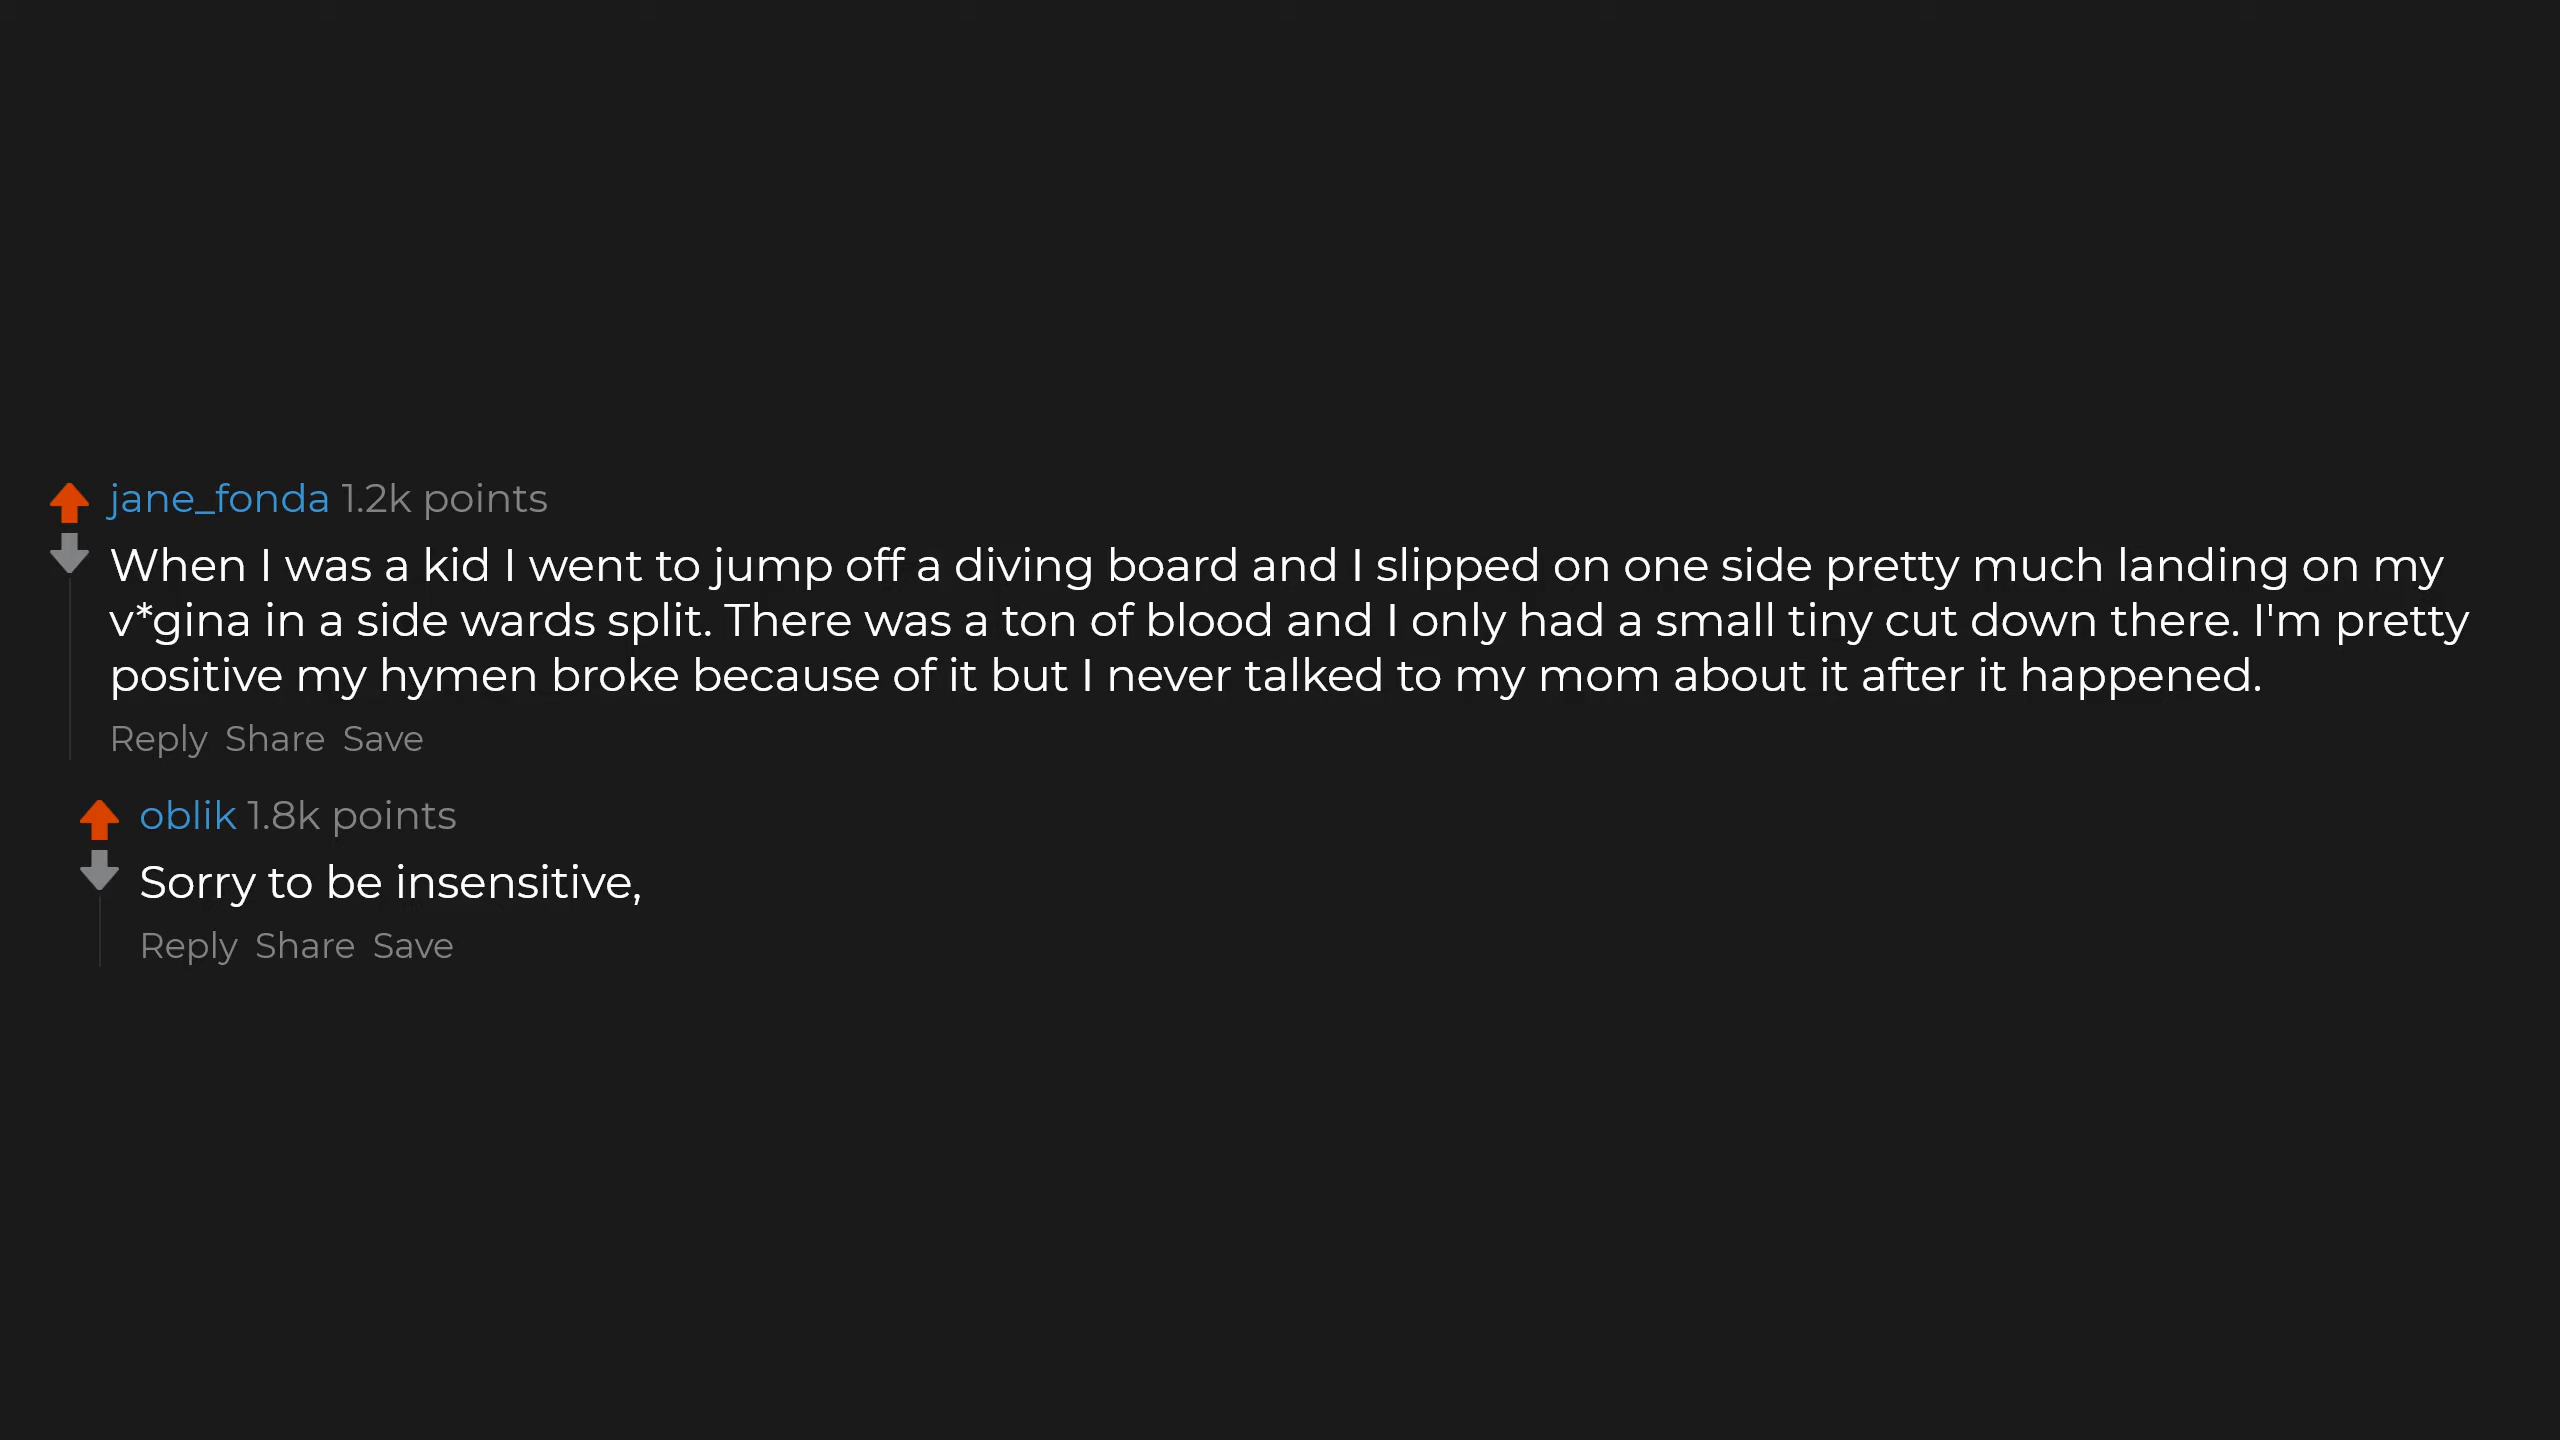 jane_fonda 1.2k points
When I was a kid I went to jump off a diving board and I slipped on one side pretty much landing on my
v*gina in a side wards split. There was a ton of blood and I only had a small tiny cut down there. I'm pretty
positive my hymen broke because of it but I never talked to my mom about it after it happened.
Reply Share Save
oblik 1.8k points
Sorry to be insensitive,
Reply Share Save